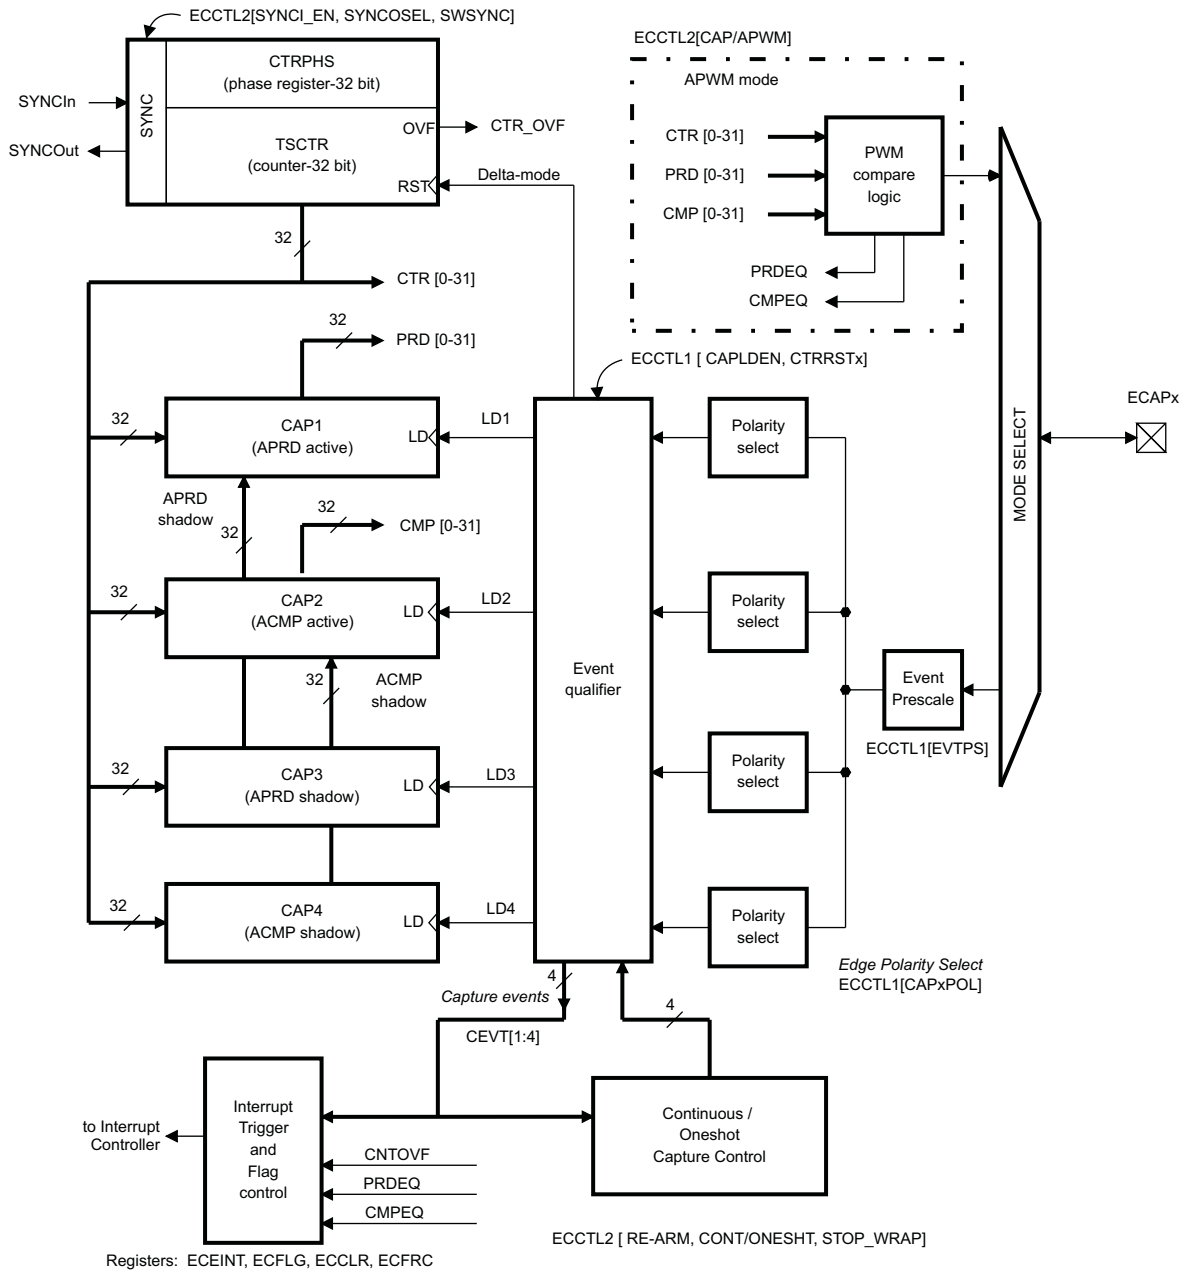 ECCTL2[SYNCI_EN, SYNCOSEL, SWSYNC]
ECCTL2[CAP/APWM]
CTRPHS
(phase register-32 bit)
APWM mode
SYNCIn
SYNC
SYNCOut
OVF
CTR_OVF
TSCTR
(counter-32 bit)
RST
Delta-mode
CTR [0-31]
PRD [0-31]
CMP [0-31]
PWM
compare
logic
PRDEQ
CMPEQ
32
CTR [0-31]
32
PRD [0-31]
ECCTL1 [ CAPLDEN, CTRRSTx]
MODE SELECT
ECAPx
32
CAP1
(APRD active)
LD
LD1
Polarity
select
APRD
shadow
32
32
CMP [0-31]
32
CAP2
(ACMP active)
LD
LD2
Polarity
select
Event
qualifier
32
ACMP
shadow
Event
Prescale
ECCTL1[EVTPS]
32
CAP3
(APRD shadow)
LD
LD3
Polarity
select
32
CAP4
(ACMP shadow)
LD
LD4
Polarity
select
Edge Polarity Select
ECCTL1[CAPxPOL]
4
Capture events
CEVT[1:4]
4
to Interrupt
Controller
Interrupt
Trigger
and
Flag
control
CNTOVF
PRDEQ
CMPEQ
Continuous /
Oneshot
Capture Control
ECCTL2 [ RE-ARM, CONT/ONESHT, STOP_WRAP]
Registers: ECEINT, ECFLG, ECCLR, ECFRC